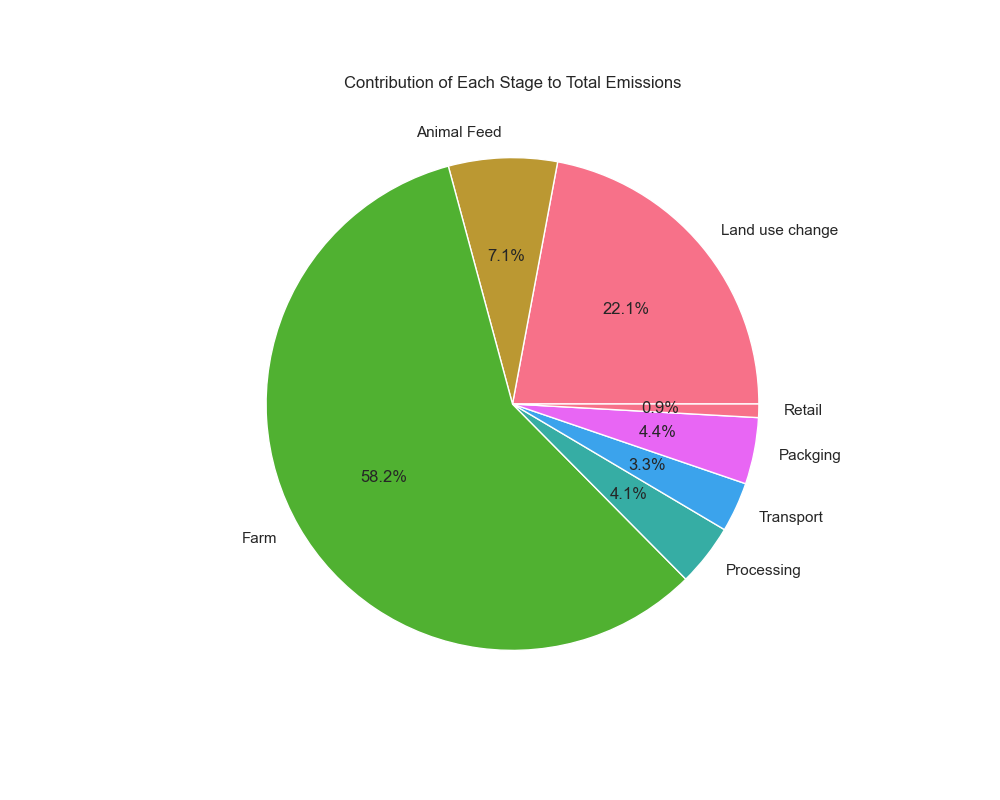 Contribution of Each Stage to Total Emissions
Animal Feed
Land use change
7.1%
22.1%
0.9%
Retail
4.4%
Packging
3.3%
58.2%
4.1%
Transport
Farm
Processing